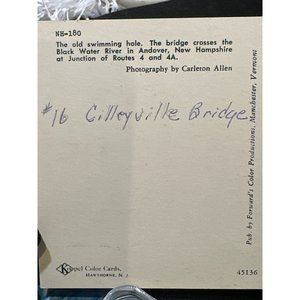 NH-180
The old swimming hole. The bridge crosses the
Black Water River in Andover, New Hampshire
at Junction of Routes 4 and 4A.
Photography by Carleton Allen
#16 Cilleyville Bridge
Pub. by Forward's Color Productions, Manchester, Vermont
Koppel Color Cards,
Hawthorne, N. J.
45136